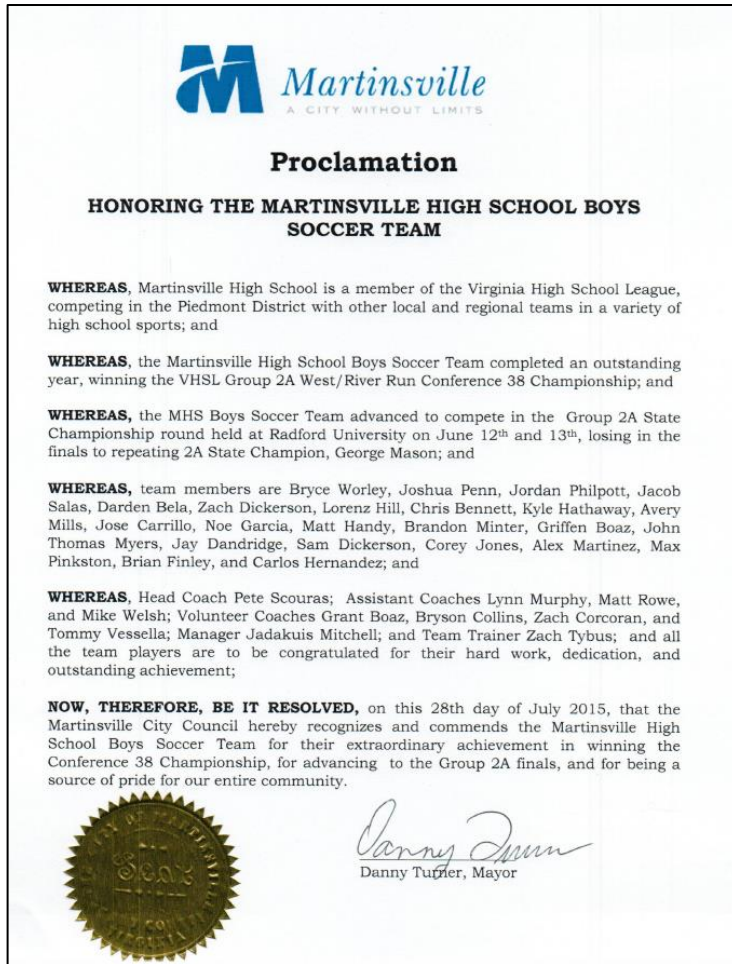 M Martinsville
A CITY WITHOUT LIMITS
Proclamation
HONORING THE MARTINSVILLE HIGH SCHOOL BOYS
SOCCER TEAM
WHEREAS, Martinsville High School is a member of the Virginia High School League,
competing in the Piedmont District with other local and regional teams in a variety of
high school sports; and
WHEREAS, the Martinsville High School Boys Soccer Team completed an outstanding
year, winning the VHSL Group 2A West/River Run Conference 38 Championship; and
WHEREAS, the MHS Boys Soccer Team advanced to compete in the Group 2A State
Championship round held at Radford University on June 12th and 13th, losing in the
finals to repeating 2A State Champion, George Mason; and
WHEREAS, team members are Bryce Worley, Joshua Penn, Jordan Philpott, Jacob
Salas, Darden Bela, Zach Dickerson, Lorenz Hill, Chris Bennett, Kyle Hathaway, Avery
Mills, Jose Carrillo, Noe Garcia, Matt Handy, Brandon Minter, Griffen Boaz, John
Thomas Myers, Jay Dandridge, Sam Dickerson, Corey Jones, Alex Martinez, Max
Pinkston, Brian Finley, and Carlos Hernandez; and
WHEREAS, Head Coach Pete Scouras; Assistant Coaches Lynn Murphy, Matt Rowe,
and Mike Welsh; Volunteer Coaches Grant Boaz, Bryson Collins, Zach Corcoran, and
Tommy Vessella; Manager Jadakuis Mitchell; and Team Trainer Zach Tybus; and all
the team players are to be congratulated for their hard work, dedication, and
outstanding achievement;
NOW, THEREFORE, BE IT RESOLVED, on this 28th day of July 2015, that the
Martinsville City Council hereby recognizes and commends the Martinsville High
School Boys Soccer Team for their extraordinary achievement in winning the
Conference 38 Championship, for advancing to the Group 2A finals, and for being a
source of pride for our entire community.
Seal
Danny Turner
Danny Turner, Mayor